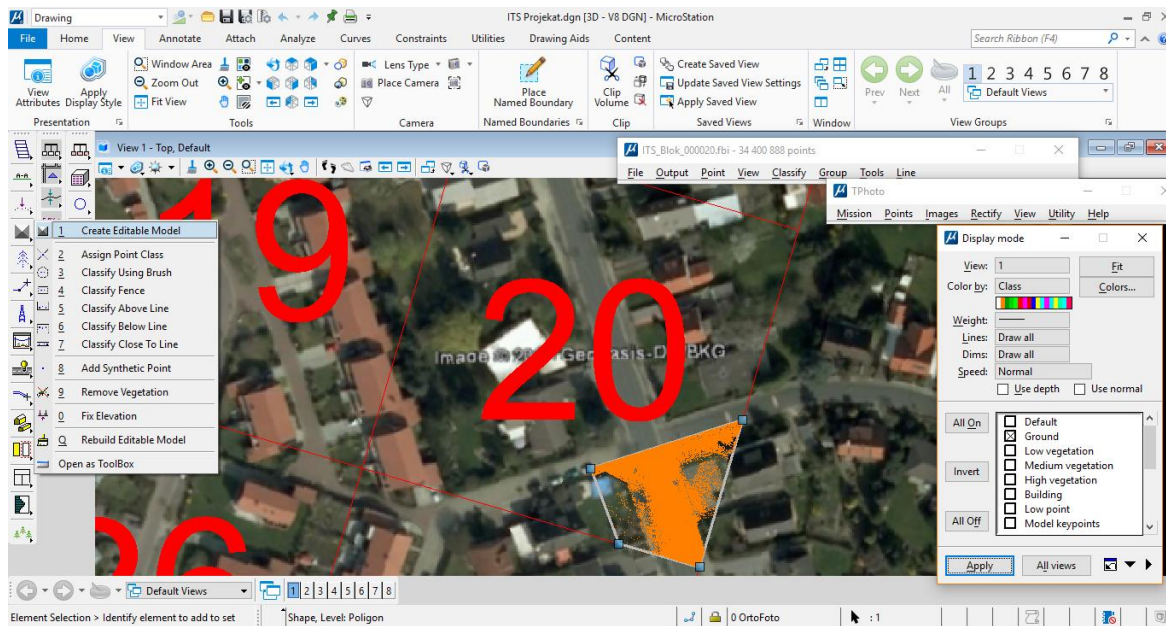 Drawing
ITS Projekat.dgn [3D - V8 DGN] - MicroStation
File Home View Annotate Attach Analyze Curves Constraints Utilities Drawing Aids Content
Search Ribbon (F4)
View Attributes
Apply Display Style
Window Area
Zoom Out
Fit View
Lens Type
Place Camera
Place Named Boundary
Clip Volume
Create Saved View
Update Saved View Settings
Apply Saved View
Prev Next All
1 2 3 4 5 6 7 8
Default Views
Presentation Tools Camera Named Boundaries Clip Saved Views Window View Groups
View 1 - Top, Default
ITS_Blok_000020.fbi - 34 400 888 points
File Output Point View Classify Group Tools Line
TPhoto
Mission Points Images Rectify View Utility Help
1 Create Editable Model
2 Assign Point Class
3 Classify Using Brush
4 Classify Fence
5 Classify Above Line
6 Classify Below Line
7 Classify Close To Line
8 Add Synthetic Point
9 Remove Vegetation
0 Fix Elevation
Q Rebuild Editable Model
Open as ToolBox
19
20
26
Display mode
View: 1 Fit
Color by: Class Colors...
Weight:
Lines: Draw all
Dims: Draw all
Speed: Normal
Use depth Use normal
All On
Invert
All Off
Default
Ground
Low vegetation
Medium vegetation
High vegetation
Building
Low point
Model keypoints
Apply All views
Default Views 1 2 3 4 5 6 7 8
Element Selection > Identify element to add to set
Shape, Level: Poligon
0 OrtoFoto
: 1